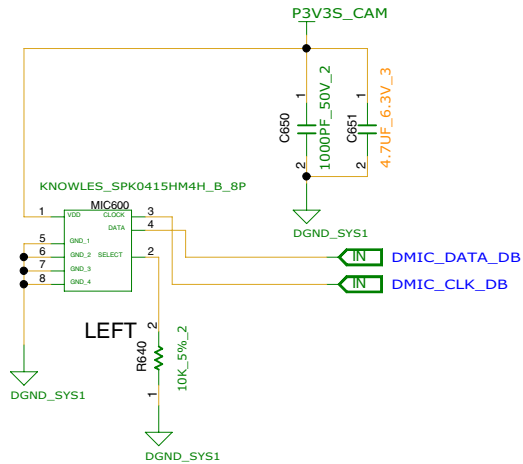 P3V3S_CAM
1
1
C650
1000PF_50V_2
C651
4.7UF_6.3V_3
2
2
KNOWLES_SPK0415HM4H_B_8P
MIC600
DGND_SYS1
1 VDD CLOCK 3
DATA 4
5 GND_1
6 GND_2 SELECT 2
7 GND_3
8 GND_4
IN DMIC_DATA_DB
IN DMIC_CLK_DB
LEFT
2
R640
10K_5%_2
1
DGND_SYS1
DGND_SYS1